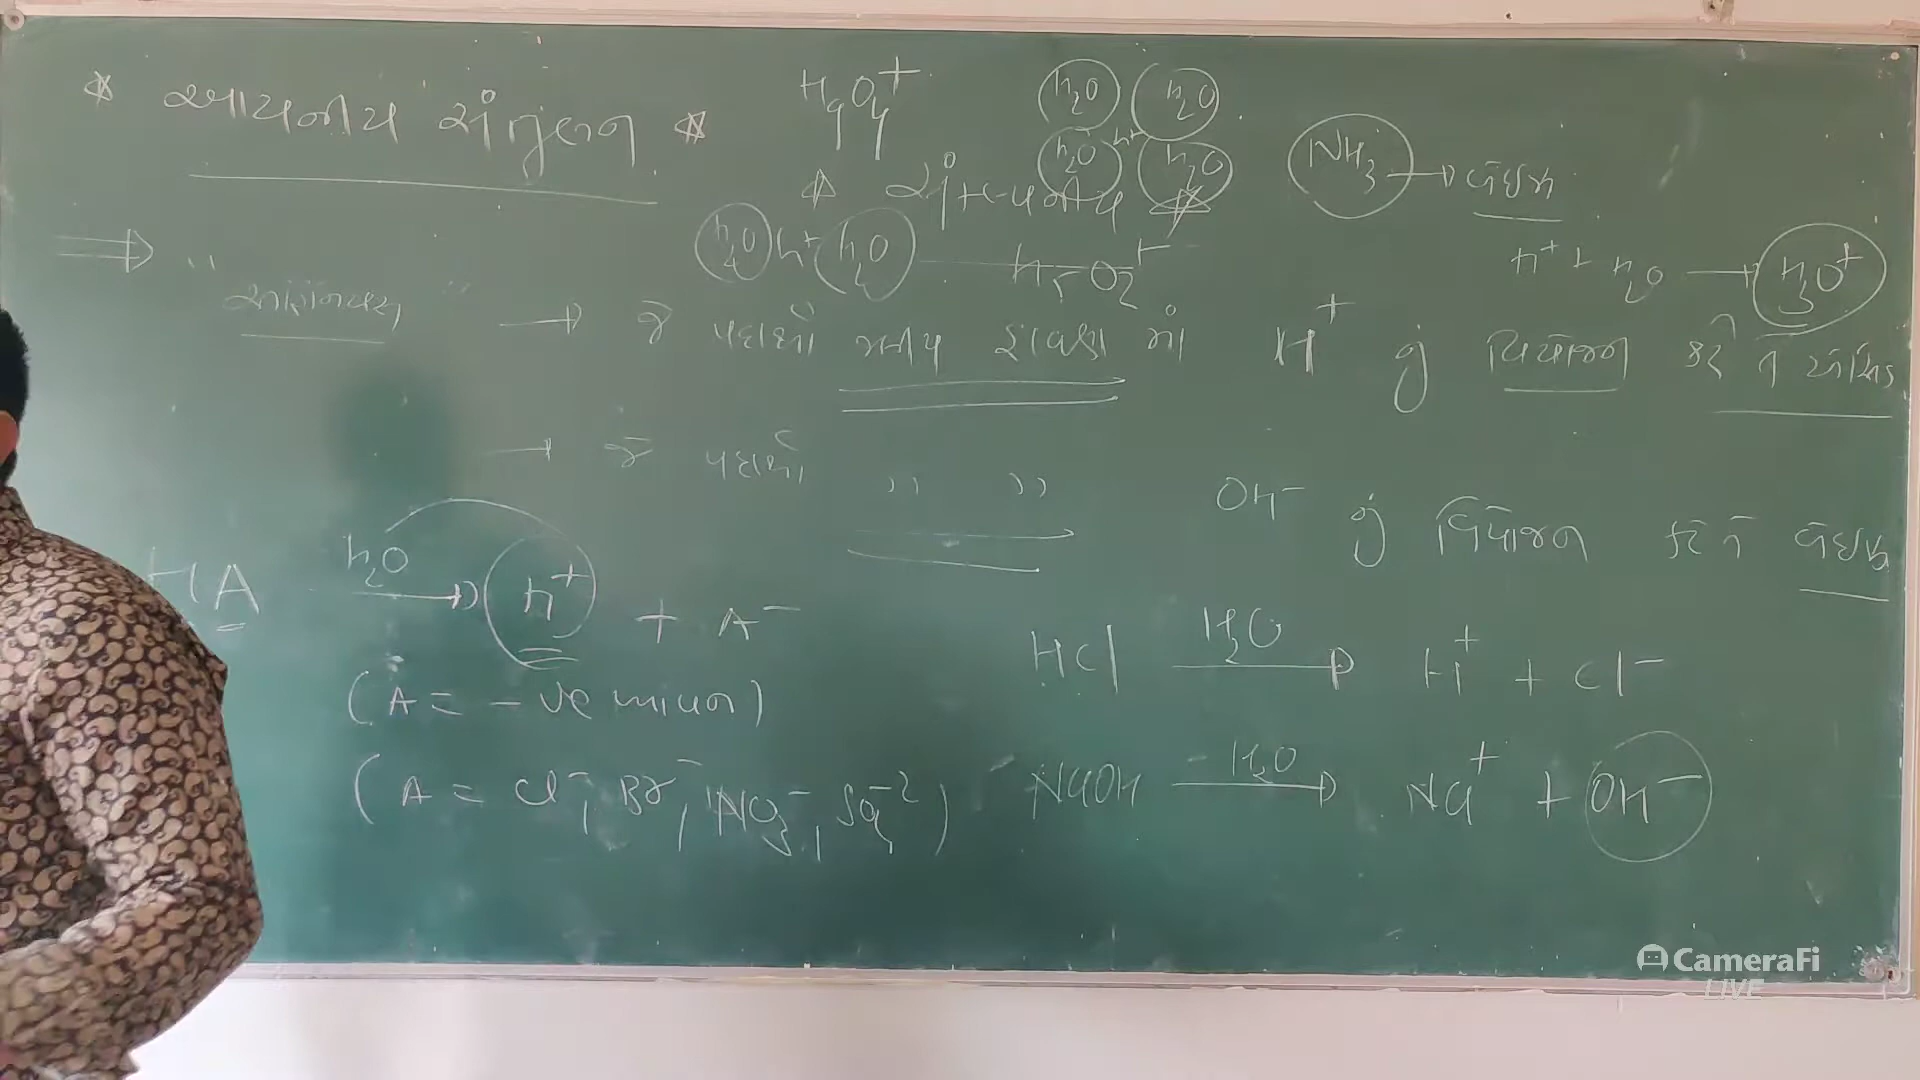 * આયનીય સંતુલન *
H9O4+
H2O H2O
H2O H+ H2O
* સંકલ્પનાઓ *
NH3 → બેઇઝ
H2O H+ H2O — H5O2+
H+ + H2O → H3O+
⇒ "આર્હેનિયસ" → જે પદાર્થો જલીય દ્રાવણ માં H+ નું વિયોજન કરે તે એસિડ
→ જે પદાર્થો " " OH- નું વિયોજન કરે તે બેઇઝ
HA H2O → H+ + A-
(A = -ve આયન)
(A = Cl-, Br-, NO3-, SO4-2)
HCl H2O → H+ + Cl-
NaOH H2O → Na+ + OH-
CameraFi
LIVE